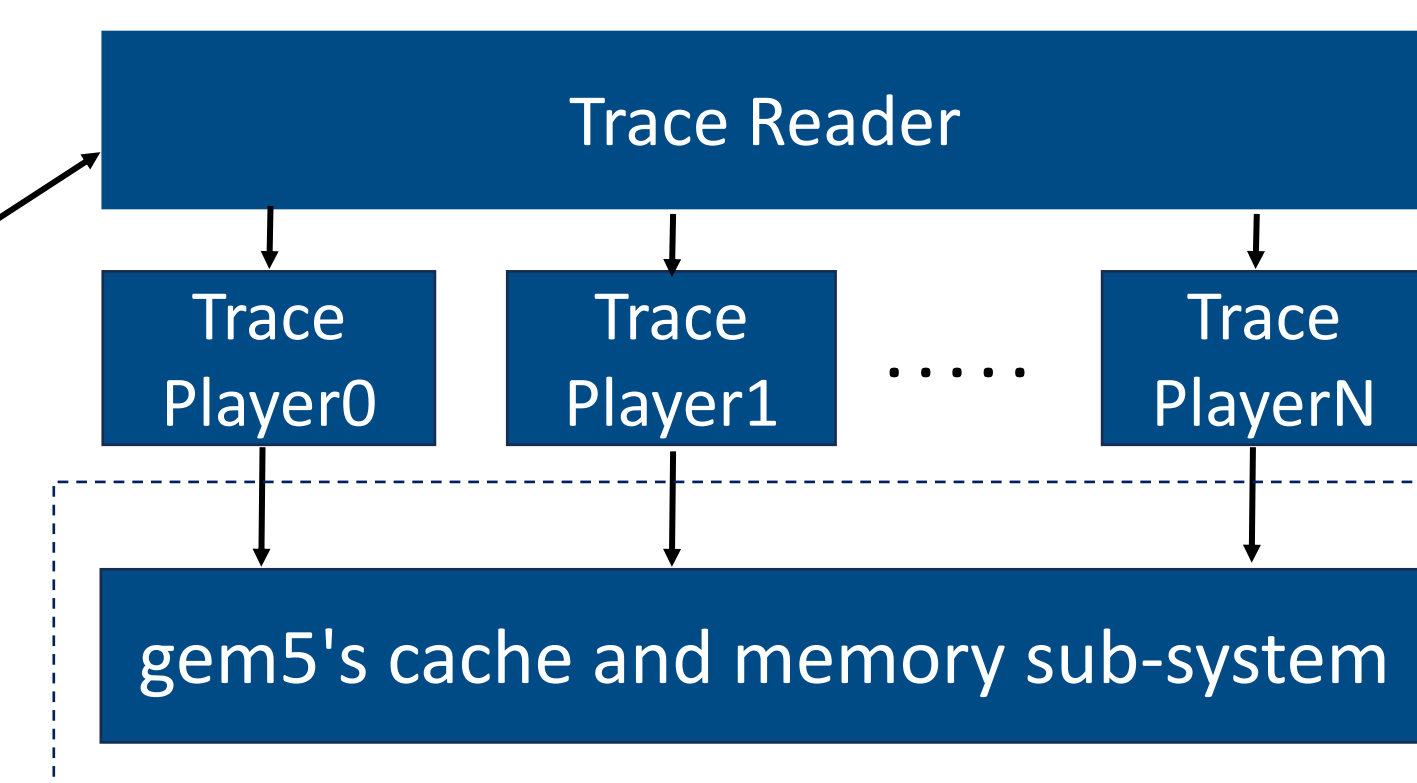 Trace Reader
Trace
Player0
Trace
Player1
.....
Trace
PlayerN
gem5's cache and memory sub-system